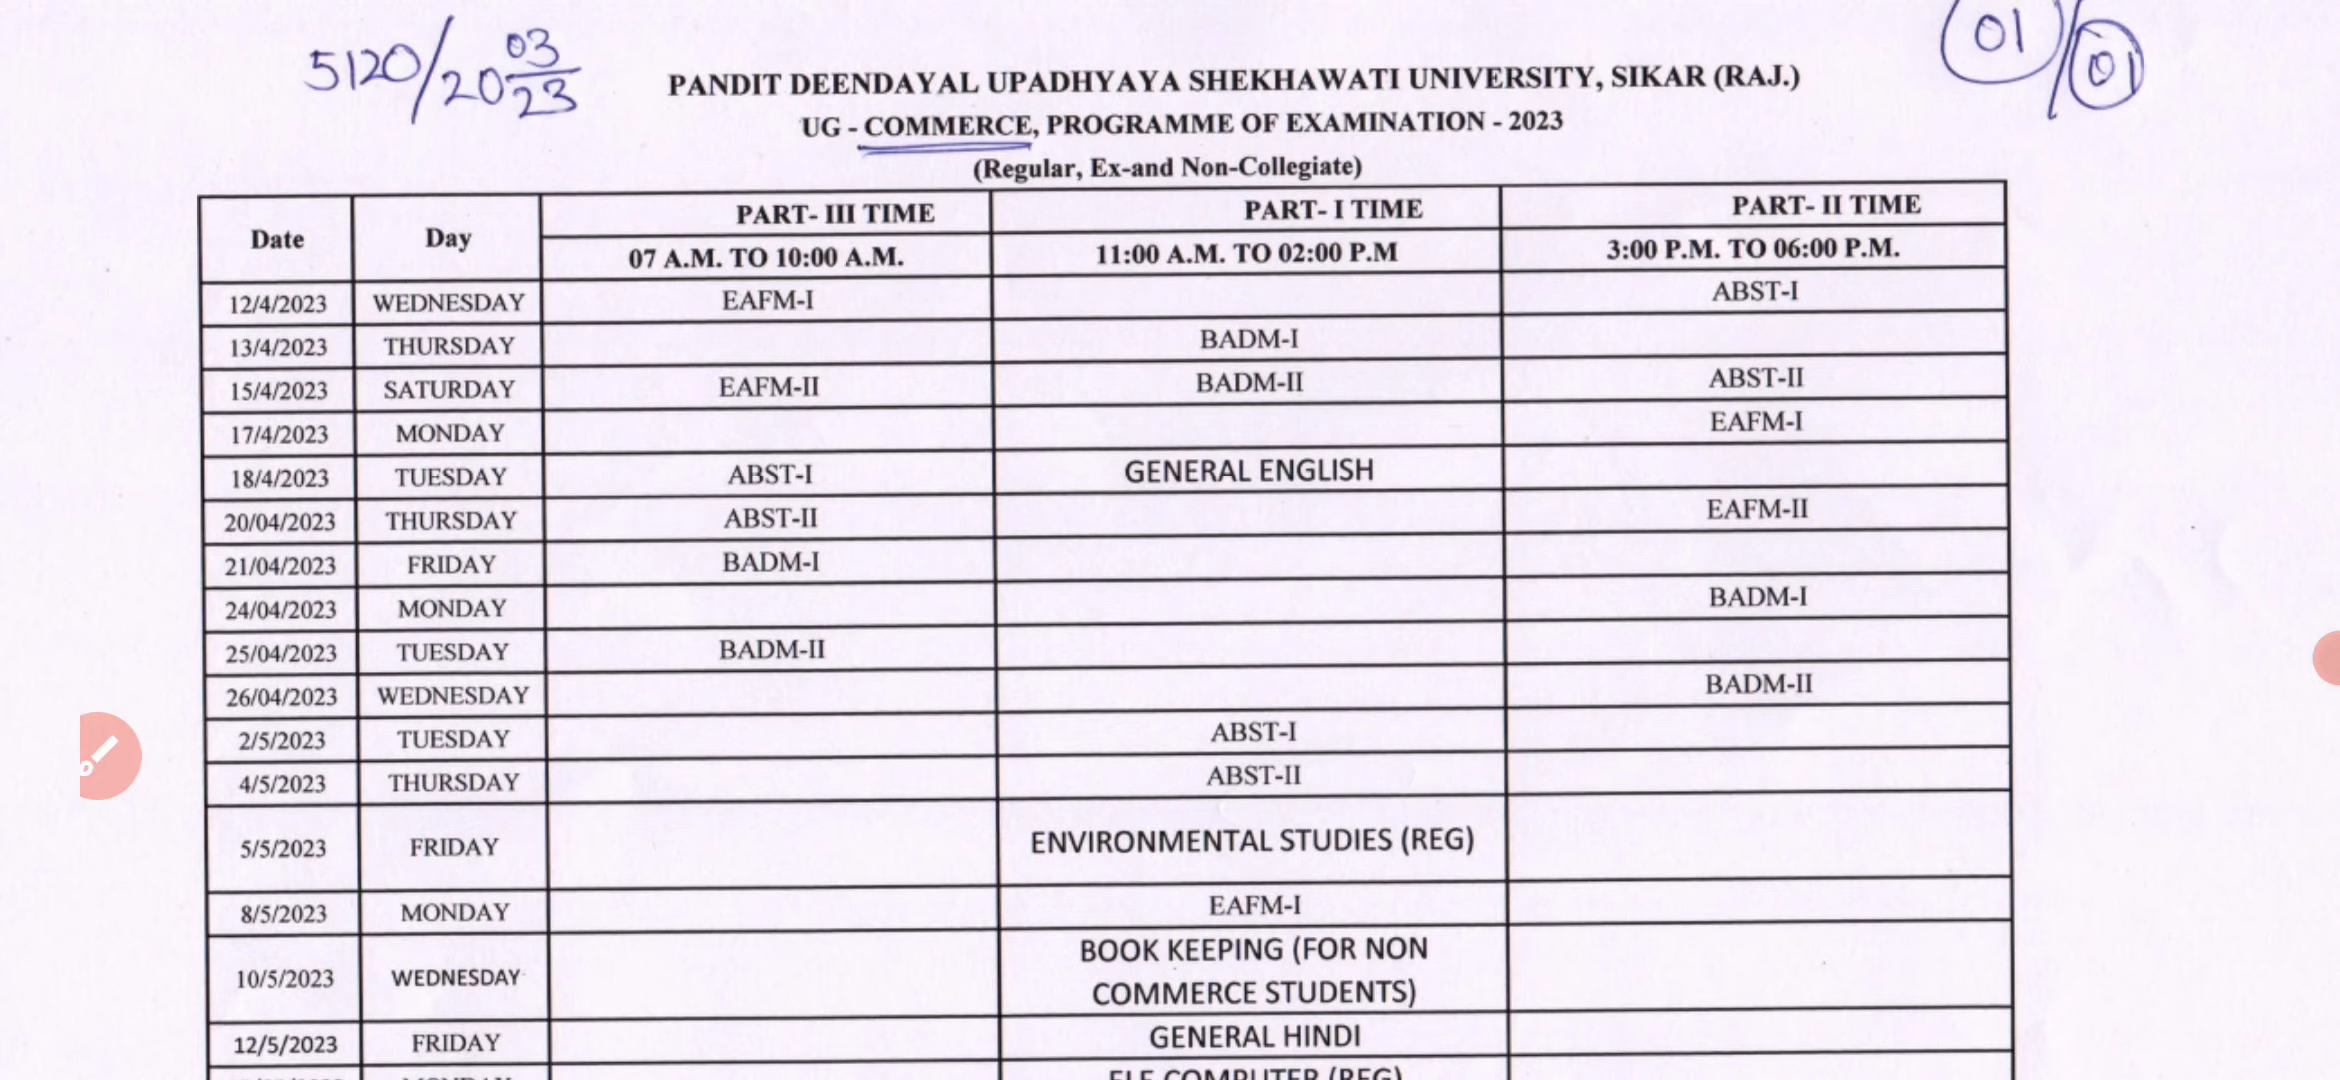 5120/20 03/23
01/01
PANDIT DEENDAYAL UPADHYAYA SHEKHAWATI UNIVERSITY, SIKAR (RAJ.)
UG - COMMERCE, PROGRAMME OF EXAMINATION - 2023
(Regular, Ex-and Non-Collegiate)
Date Day PART- III TIME PART- I TIME PART- II TIME
07 A.M. TO 10:00 A.M. 11:00 A.M. TO 02:00 P.M 3:00 P.M. TO 06:00 P.M.
12/4/2023 WEDNESDAY EAFM-I ABST-I
13/4/2023 THURSDAY BADM-I
15/4/2023 SATURDAY EAFM-II BADM-II ABST-II
17/4/2023 MONDAY EAFM-I
18/4/2023 TUESDAY ABST-I GENERAL ENGLISH
20/04/2023 THURSDAY ABST-II EAFM-II
21/04/2023 FRIDAY BADM-I
24/04/2023 MONDAY BADM-I
25/04/2023 TUESDAY BADM-II
26/04/2023 WEDNESDAY BADM-II
2/5/2023 TUESDAY ABST-I
4/5/2023 THURSDAY ABST-II
5/5/2023 FRIDAY ENVIRONMENTAL STUDIES (REG)
8/5/2023 MONDAY EAFM-I
10/5/2023 WEDNESDAY BOOK KEEPING (FOR NON
COMMERCE STUDENTS)
12/5/2023 FRIDAY GENERAL HINDI
MONDAY ELE COMPUTER (REG)